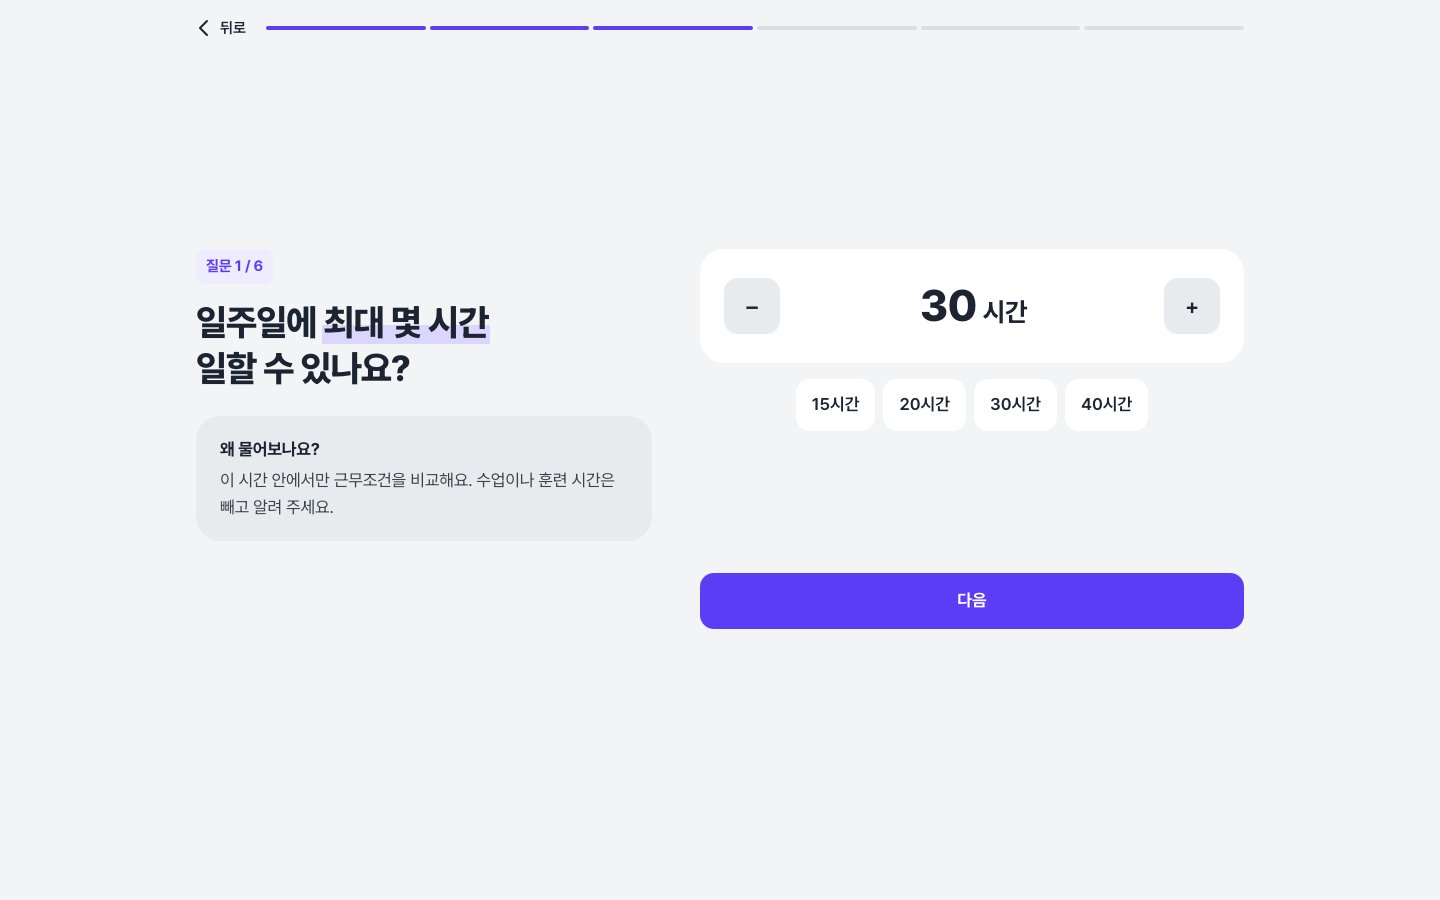 뒤로
질문 1 / 6
일주일에 최대 몇 시간
일할 수 있나요?
왜 물어보나요?
이 시간 안에서만 근무조건을 비교해요. 수업이나 훈련 시간은
빼고 알려 주세요.
− 30 시간 +
15시간 20시간 30시간 40시간
다음